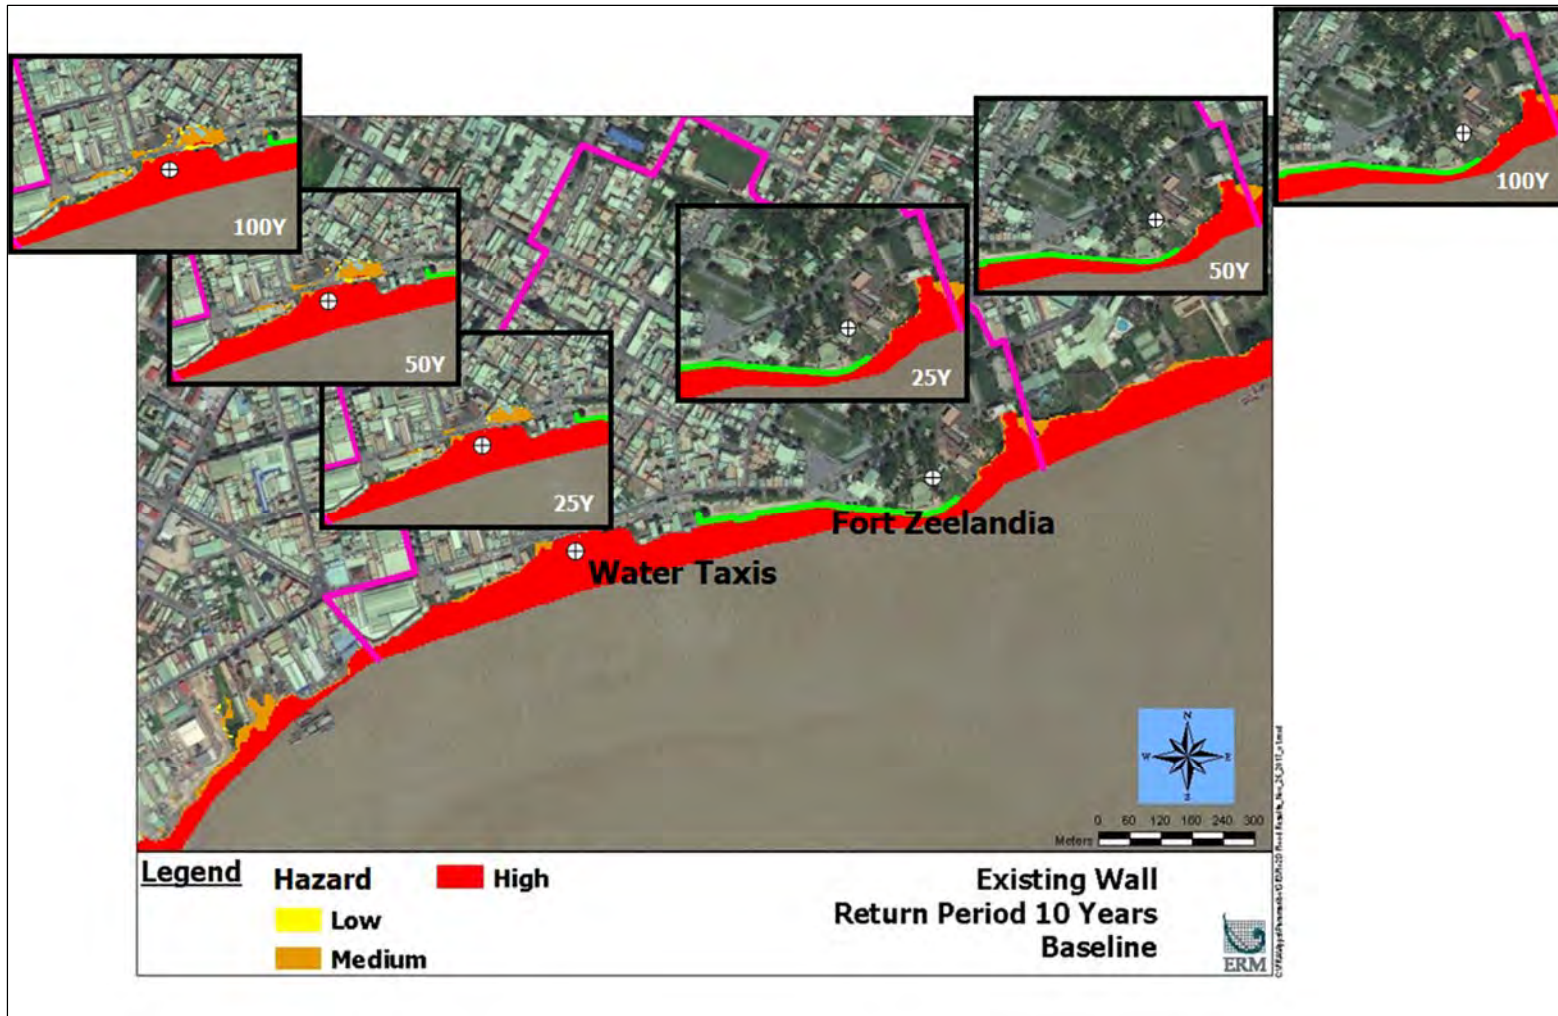 100Y
50Y
25Y
25Y
50Y
100Y
Fort Zeelandia
Water Taxis
N
W E
S
0 60 120 180 240 300
Meters
Legend
Hazard
High
Low
Medium
Existing Wall
Return Period 10 Years
Baseline
ERM